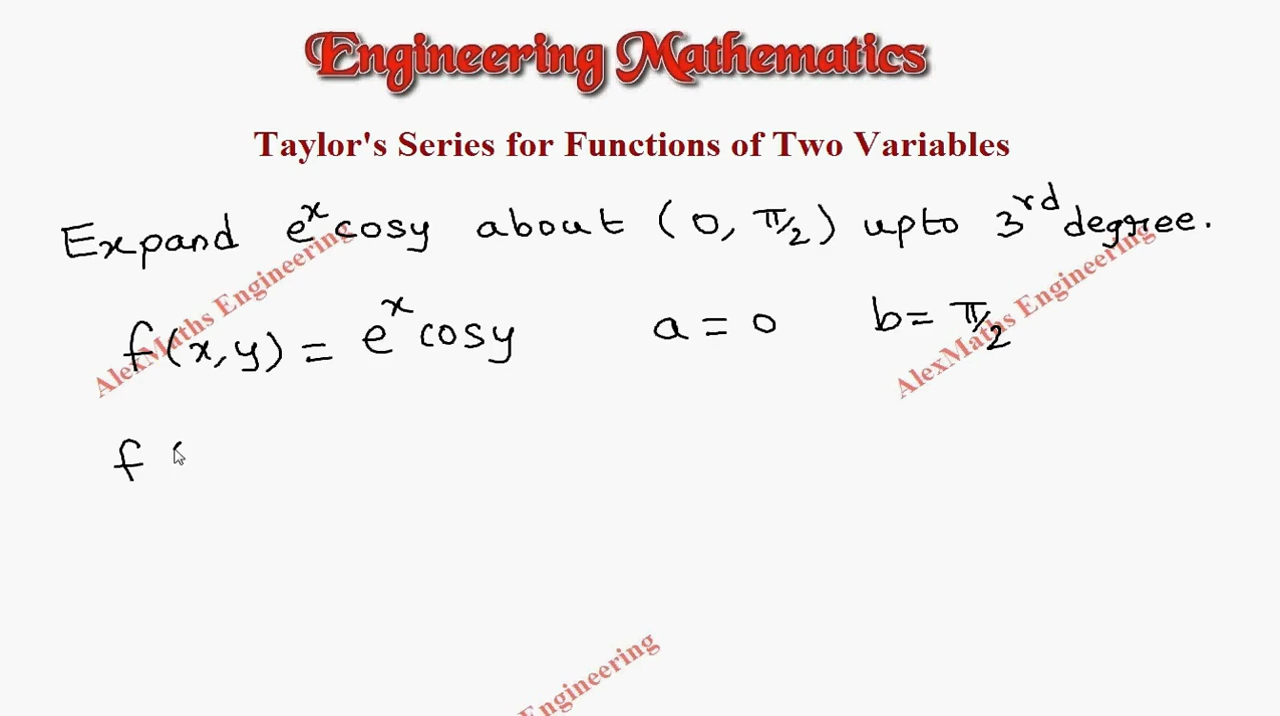 Engineering Mathematics
Taylor's Series for Functions of Two Variables
Expand e^x cosy about (0, π/2) upto 3^rd degree.
f(x,y) = e^x cosy a = 0 b = π/2
f
AlexMaths Engineering
AlexMaths Engineering
Engineering